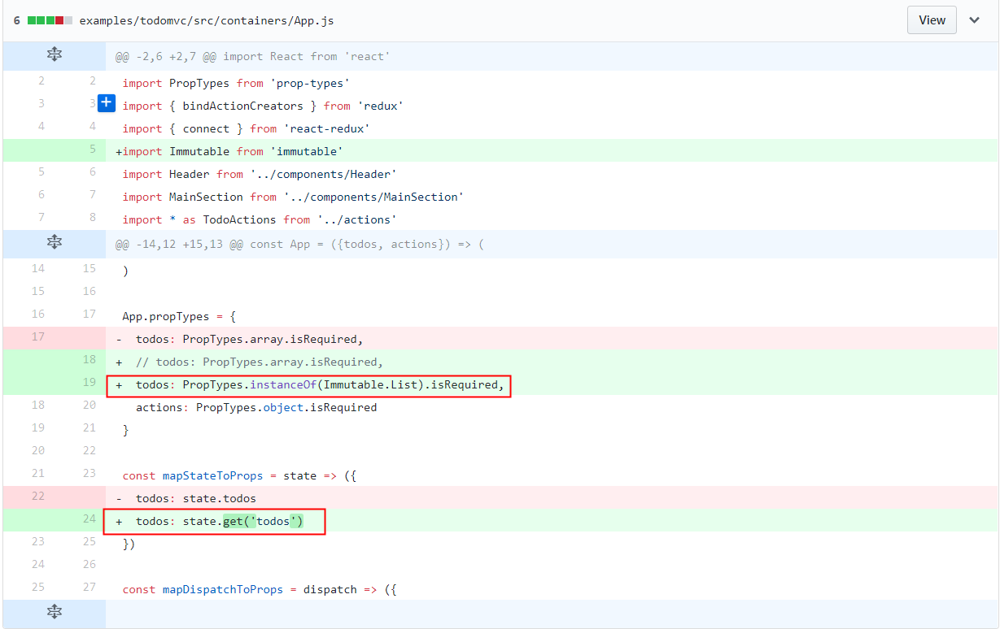 6 examples/todomvc/src/containers/App.js View
@@ -2,6 +2,7 @@ import React from 'react'
2 2 import PropTypes from 'prop-types'
3 3 + import { bindActionCreators } from 'redux'
4 4 import { connect } from 'react-redux'
5 +import Immutable from 'immutable'
5 6 import Header from '../components/Header'
6 7 import MainSection from '../components/MainSection'
7 8 import * as TodoActions from '../actions'
@@ -14,12 +15,13 @@ const App = ({todos, actions}) => (
14 15 )
15 16
16 17 App.propTypes = {
17 - todos: PropTypes.array.isRequired,
18 + // todos: PropTypes.array.isRequired,
19 + todos: PropTypes.instanceOf(Immutable.List).isRequired,
18 20 actions: PropTypes.object.isRequired
19 21 }
20 22
21 23 const mapStateToProps = state => ({
22 - todos: state.todos
24 + todos: state.get('todos')
23 25 })
24 26
25 27 const mapDispatchToProps = dispatch => ({